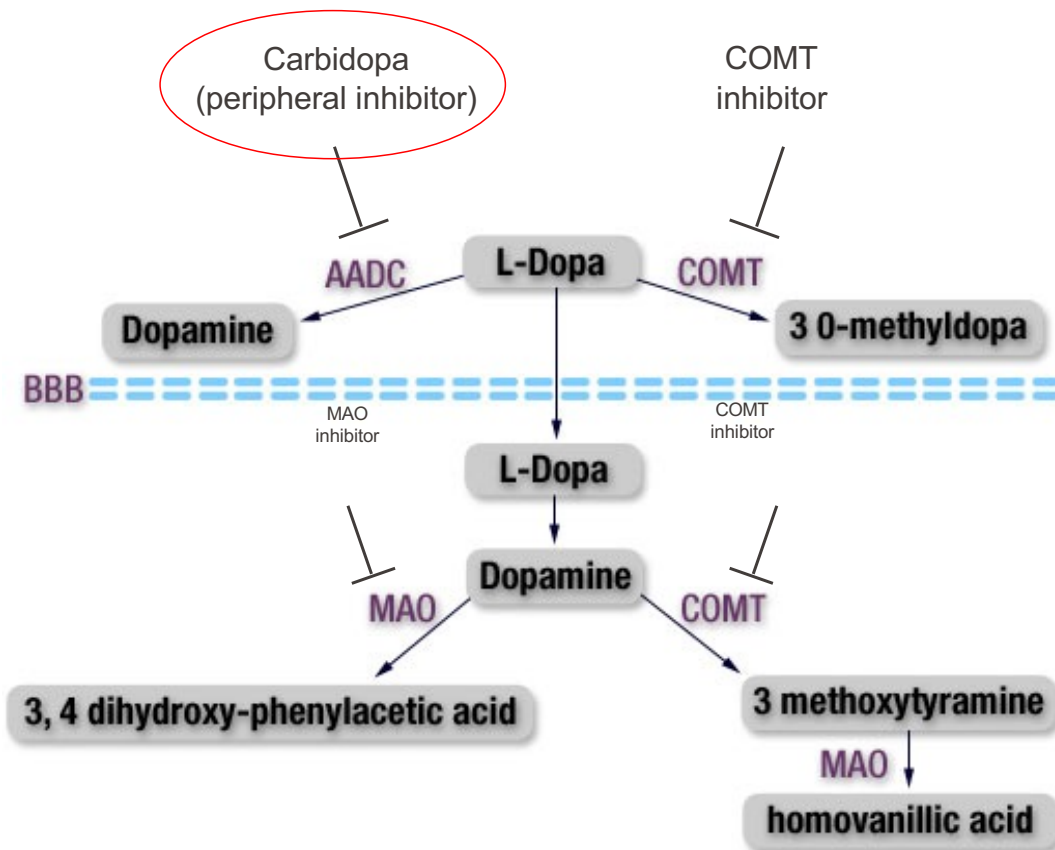 Carbidopa
(peripheral inhibitor)
COMT
inhibitor
AADC
L-Dopa
COMT
Dopamine
3 0-methyldopa
BBB
MAO
inhibitor
COMT
inhibitor
L-Dopa
Dopamine
MAO
COMT
3, 4 dihydroxy-phenylacetic acid
3 methoxytyramine
MAO
homovanillic acid